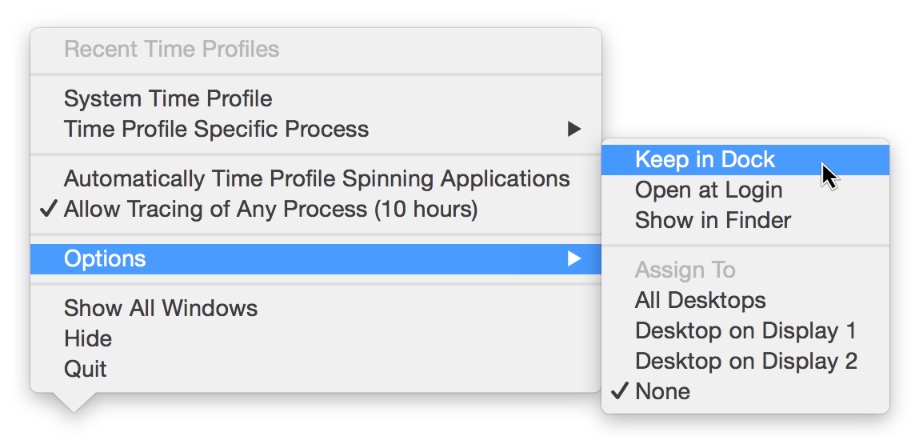 Recent Time Profiles
System Time Profile
Time Profile Specific Process
Automatically Time Profile Spinning Applications
✓ Allow Tracing of Any Process (10 hours)
Options
Show All Windows
Hide
Quit
Keep in Dock
Open at Login
Show in Finder
Assign To
All Desktops
Desktop on Display 1
Desktop on Display 2
✓ None